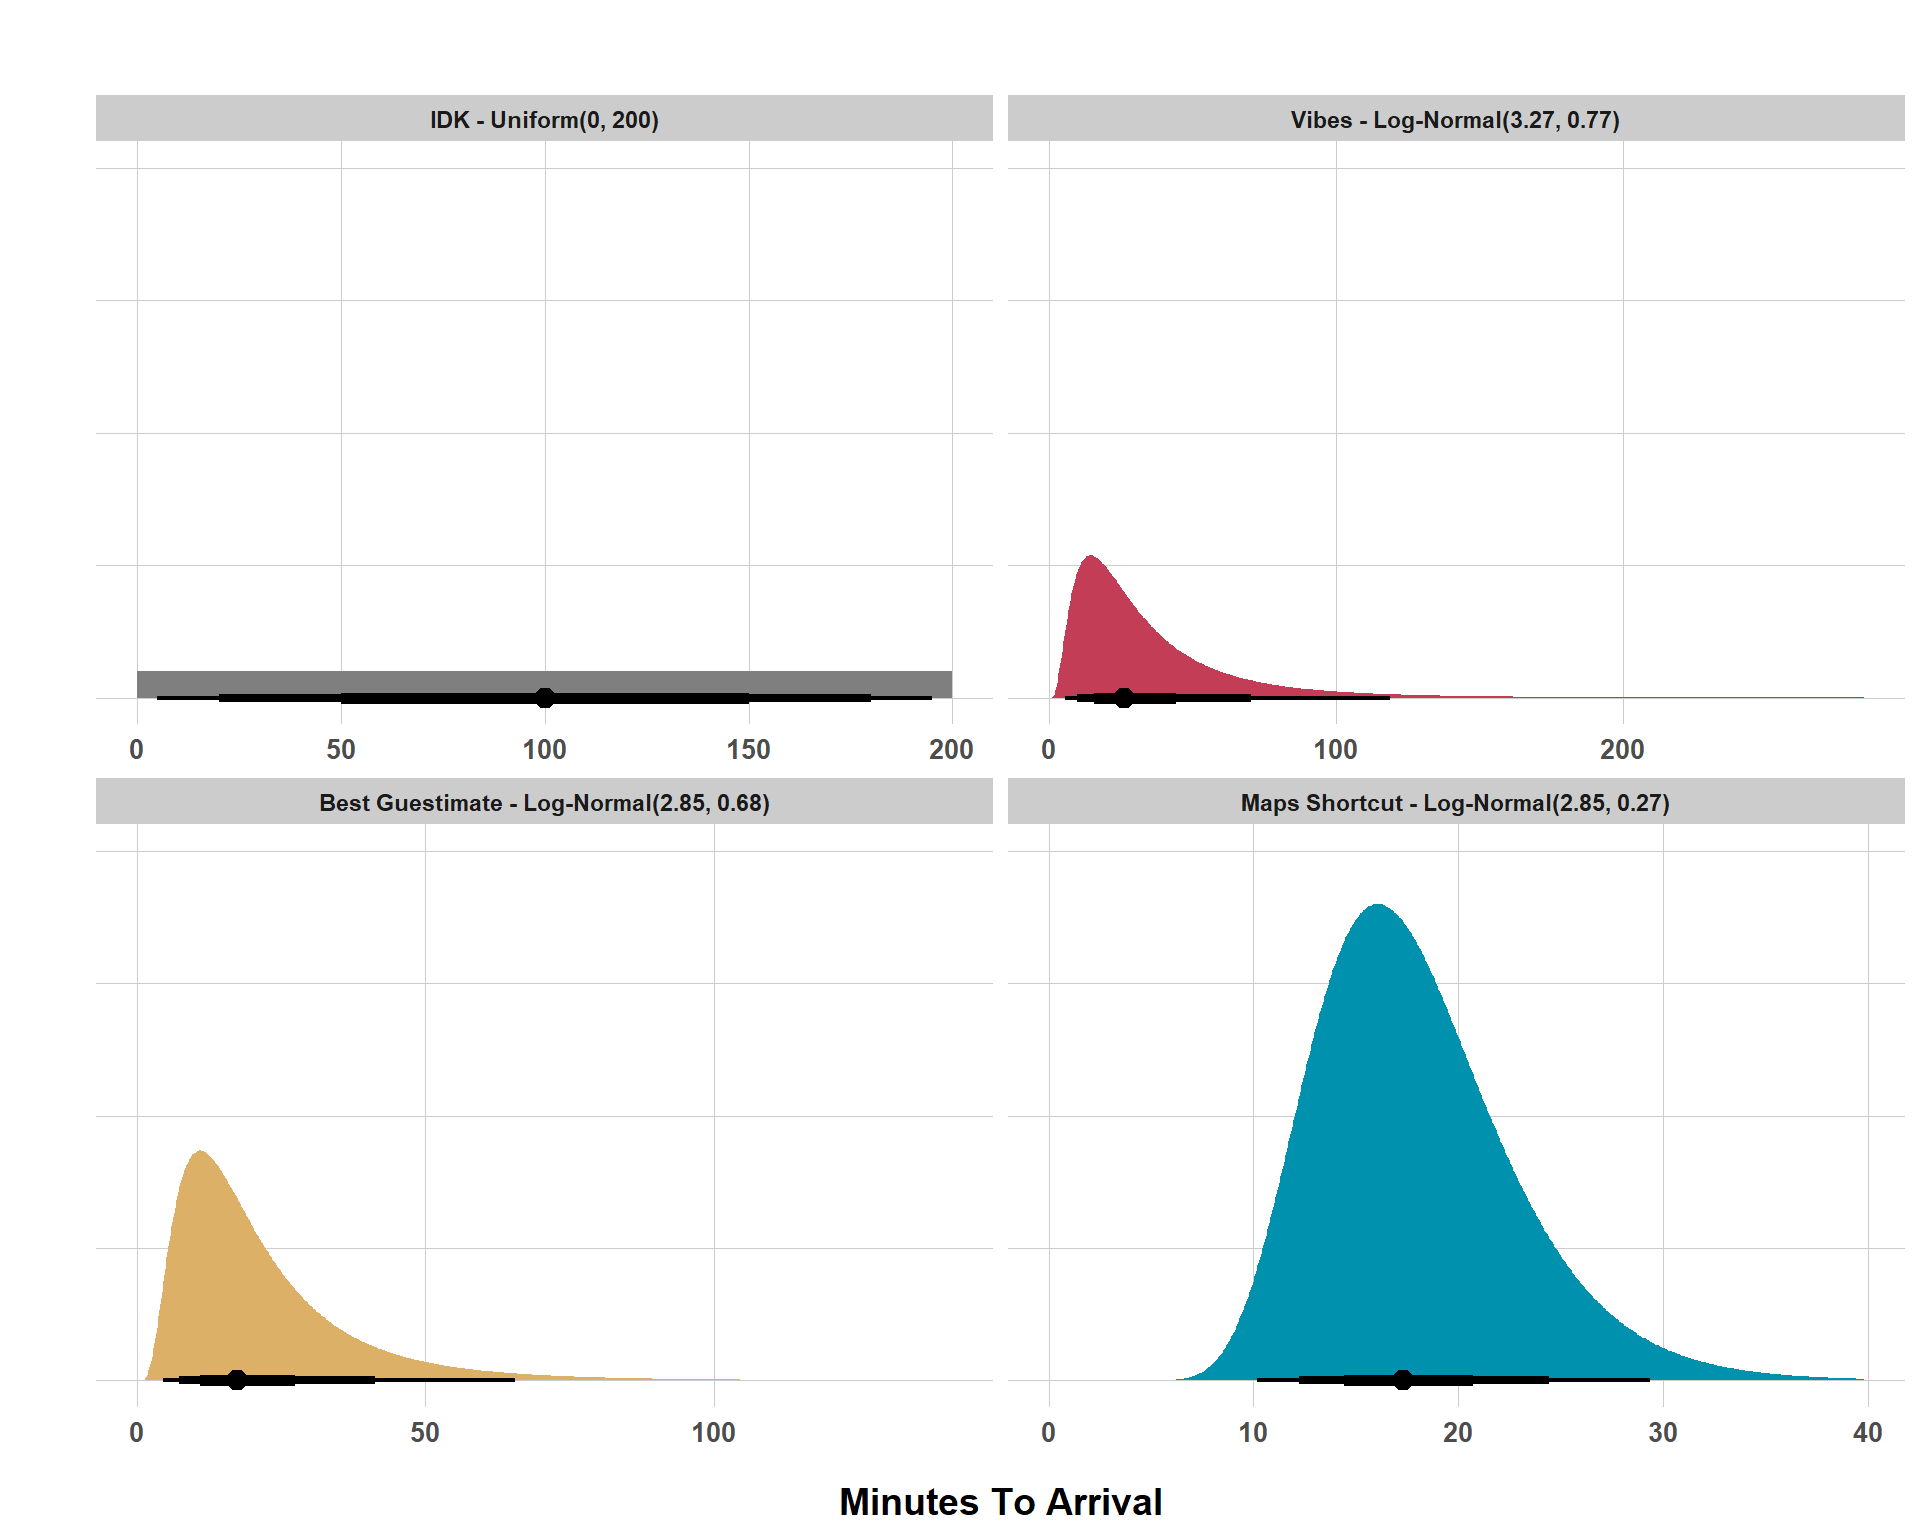 IDK - Uniform(0, 200)
Vibes - Log-Normal(3.27, 0.77)
0 50 100 150 200
0 100 200
Best Guestimate - Log-Normal(2.85, 0.68)
Maps Shortcut - Log-Normal(2.85, 0.27)
0 50 100
0 10 20 30 40
Minutes To Arrival